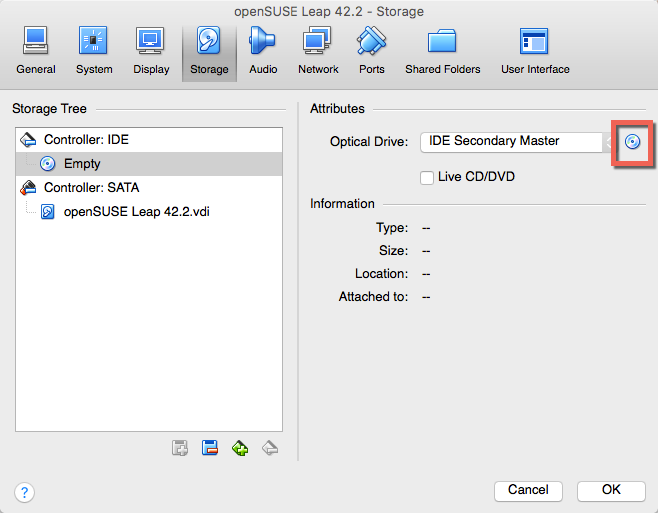 openSUSE Leap 42.2 - Storage
General System Display Storage Audio Network Ports Shared Folders User Interface
Storage Tree
Controller: IDE
Empty
Controller: SATA
openSUSE Leap 42.2.vdi
Attributes
Optical Drive: IDE Secondary Master
Live CD/DVD
Information
Type: --
Size: --
Location: --
Attached to: --
?
Cancel OK